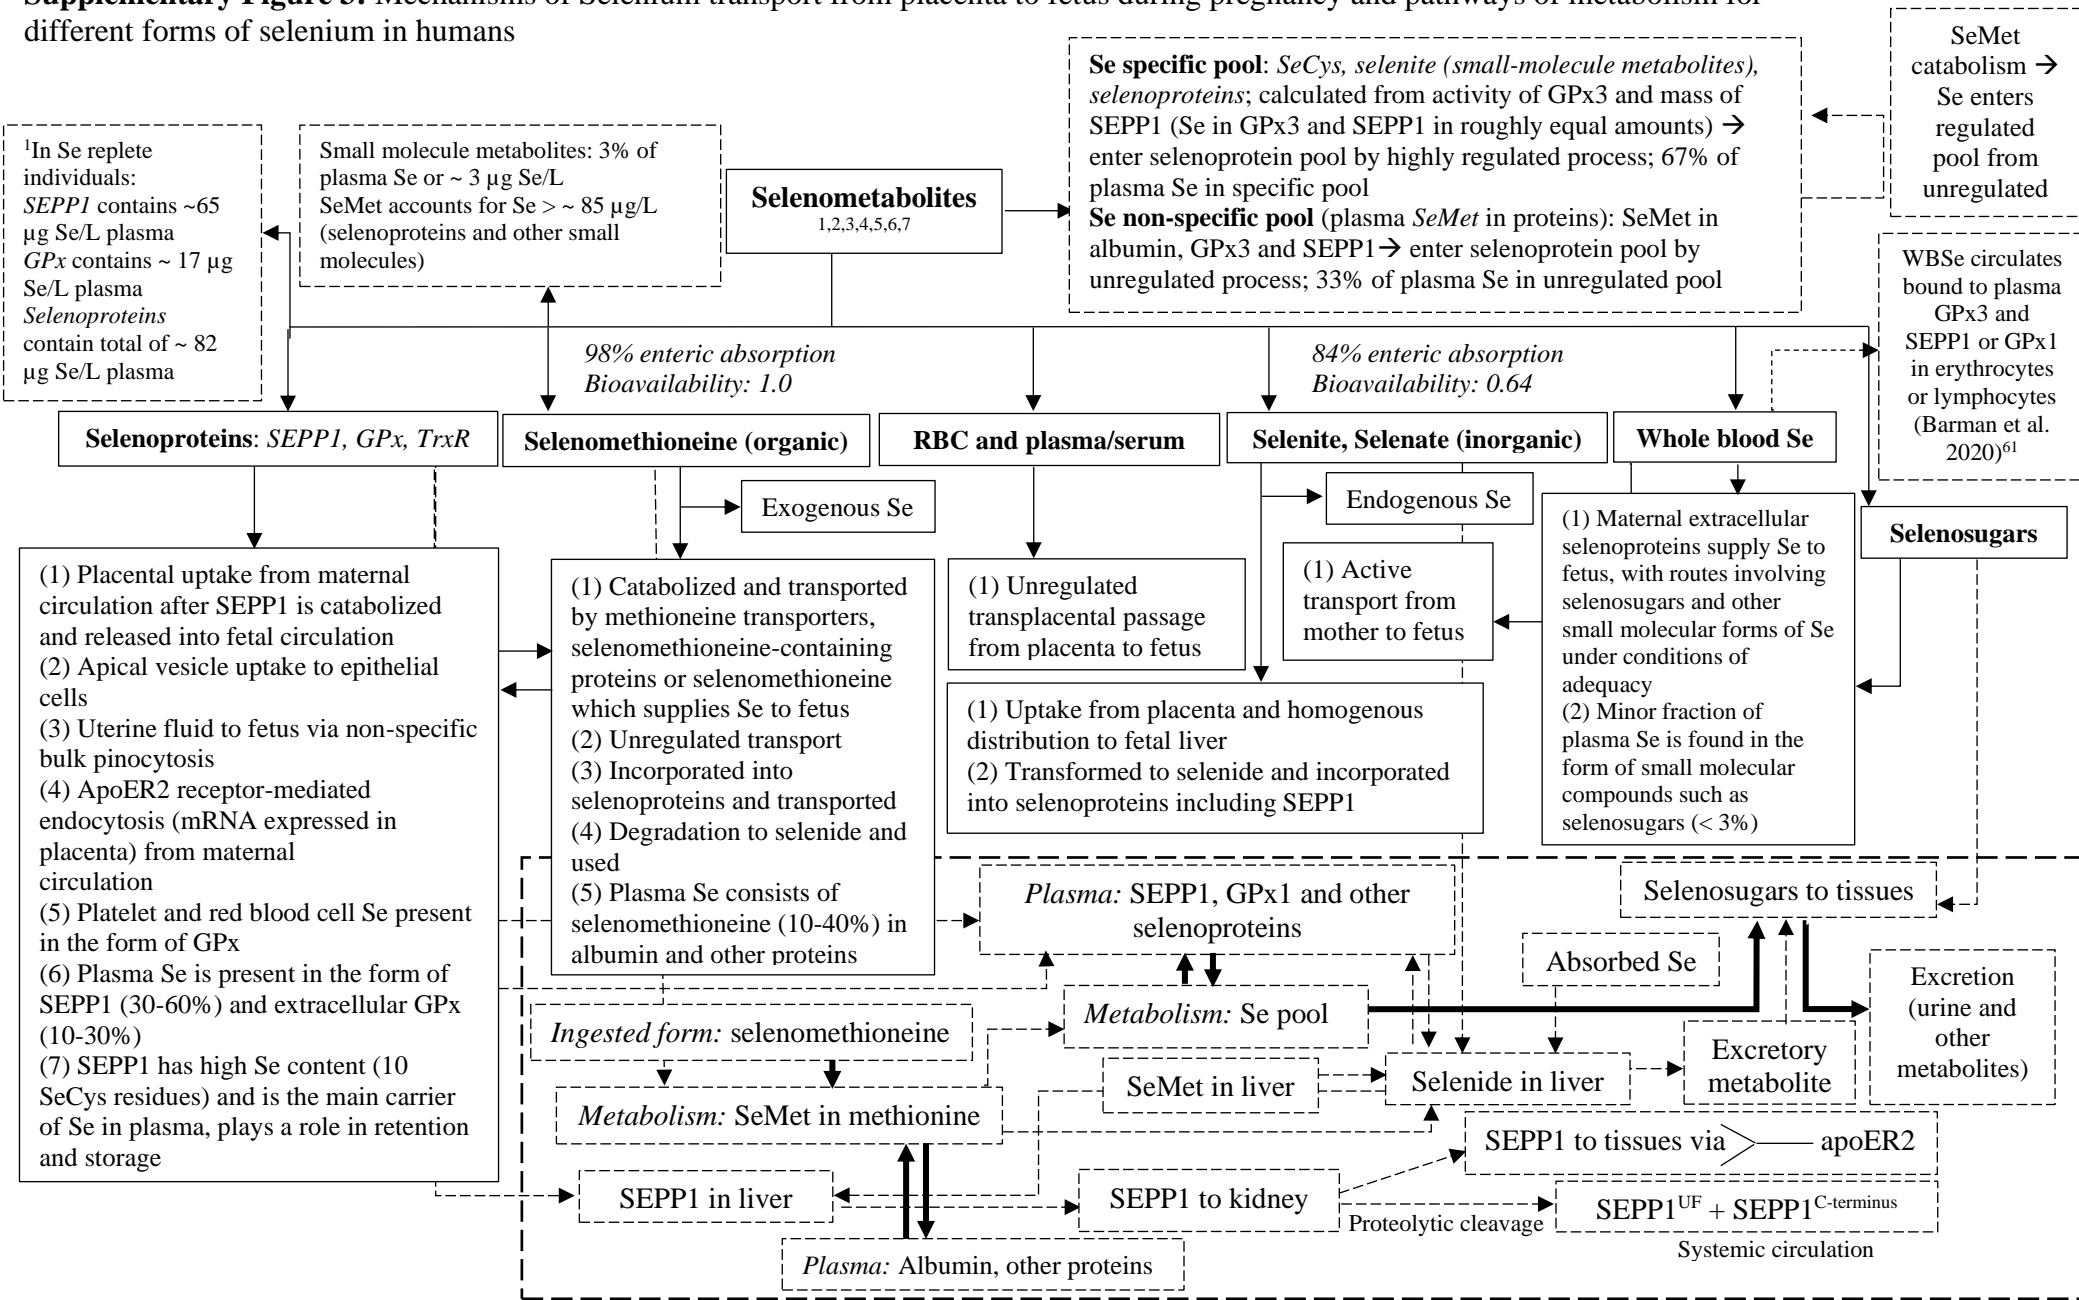 Supplementary Figure 3: Mechanisms of Selenium transport from placenta to fetus during pregnancy and pathways of metabolism for
different forms of selenium in humans
SeMet
catabolism →
Se enters
regulated
pool from
unregulated
Se specific pool: SeCys, selenite (small-molecule metabolites),
selenoproteins; calculated from activity of GPx3 and mass of
SEPP1 (Se in GPx3 and SEPP1 in roughly equal amounts) →
enter selenoprotein pool by highly regulated process; 67% of
plasma Se in specific pool
Se non-specific pool (plasma SeMet in proteins): SeMet in
albumin, GPx3 and SEPP1→ enter selenoprotein pool by
unregulated process; 33% of plasma Se in unregulated pool
¹In Se replete
individuals:
SEPP1 contains ~65
µg Se/L plasma
GPx contains ~ 17 µg
Se/L plasma
Selenoproteins
contain total of ~ 82
µg Se/L plasma
Small molecule metabolites: 3% of
plasma Se or ~ 3 µg Se/L
SeMet accounts for Se > ~ 85 µg/L
(selenoproteins and other small
molecules)
Selenometabolites
1,2,3,4,5,6,7
WBSe circulates
bound to plasma
GPx3 and
SEPP1 or GPx1
in erythrocytes
or lymphocytes
(Barman et al.
2020)⁶¹
98% enteric absorption
Bioavailability: 1.0
84% enteric absorption
Bioavailability: 0.64
Selenoproteins: SEPP1, GPx, TrxR
Selenomethioneine (organic)
RBC and plasma/serum
Selenite, Selenate (inorganic)
Whole blood Se
Exogenous Se
Endogenous Se
Selenosugars
(1) Placental uptake from maternal
circulation after SEPP1 is catabolized
and released into fetal circulation
(2) Apical vesicle uptake to epithelial
cells
(3) Uterine fluid to fetus via non-specific
bulk pinocytosis
(4) ApoER2 receptor-mediated
endocytosis (mRNA expressed in
placenta) from maternal
circulation
(5) Platelet and red blood cell Se present
in the form of GPx
(6) Plasma Se is present in the form of
SEPP1 (30-60%) and extracellular GPx
(10-30%)
(7) SEPP1 has high Se content (10
SeCys residues) and is the main carrier
of Se in plasma, plays a role in retention
and storage
(1) Catabolized and transported
by methioneine transporters,
selenomethioneine-containing
proteins or selenomethioneine
which supplies Se to fetus
(2) Unregulated transport
(3) Incorporated into
selenoproteins and transported
(4) Degradation to selenide and
used
(5) Plasma Se consists of
selenomethioneine (10-40%) in
albumin and other proteins
(1) Unregulated
transplacental passage
from placenta to fetus
(1) Active
transport from
mother to fetus
(1) Maternal extracellular
selenoproteins supply Se to
fetus, with routes involving
selenosugars and other
small molecular forms of Se
under conditions of
adequacy
(2) Minor fraction of
plasma Se is found in the
form of small molecular
compounds such as
selenosugars (< 3%)
(1) Uptake from placenta and homogenous
distribution to fetal liver
(2) Transformed to selenide and incorporated
into selenoproteins including SEPP1
Plasma: SEPP1, GPx1 and other
selenoproteins
Selenosugars to tissues
Absorbed Se
Excretion
(urine and
other
metabolites)
Metabolism: Se pool
Ingested form: selenomethioneine
SeMet in liver
Selenide in liver
Excretory
metabolite
Metabolism: SeMet in methionine
SEPP1 to tissues via
apoER2
SEPP1 in liver
SEPP1 to kidney
Proteolytic cleavage
SEPP1ᵁᶠ + SEPP1ᶜ⁻ᵗᵉʳᵐⁱⁿᵘˢ
Systemic circulation
Plasma: Albumin, other proteins